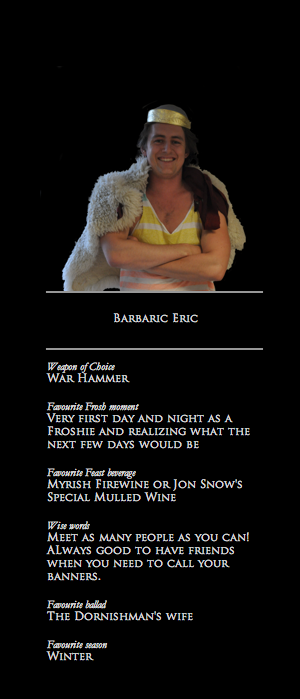 Barbaric Eric
Weapon of Choice
War Hammer
Favourite Frosh moment
Very first day and night as a
Froshie and realizing what the
next few days would be
Favourite Feast beverage
Myrish Firewine or Jon Snow's
Special Mulled Wine
Wise words
Meet as many people as you can!
ALways good to have friends
when you need to call your
banners.
Favourite ballad
The Dornishman's wife
Favourite season
Winter